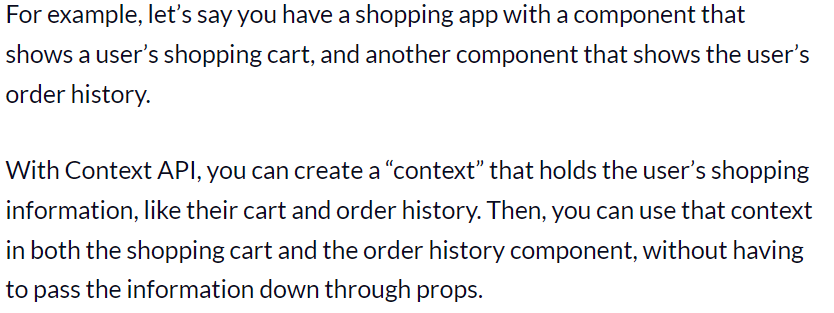 For example, let’s say you have a shopping app with a component that
shows a user’s shopping cart, and another component that shows the user’s
order history.
With Context API, you can create a “context” that holds the user’s shopping
information, like their cart and order history. Then, you can use that context
in both the shopping cart and the order history component, without having
to pass the information down through props.